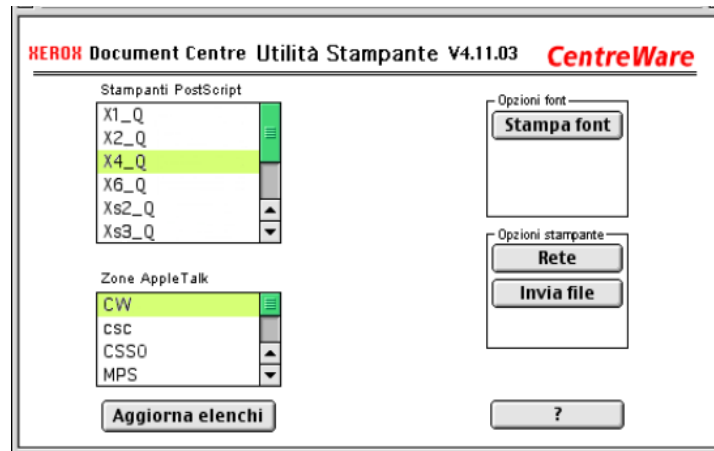 XEROX Document Centre Utilità Stampante V4.11.03 CentreWare
Stampanti PostScript
X1_Q
X2_Q
X4_Q
X6_Q
Xs2_Q
Xs3_Q
Zone AppleTalk
CW
csc
CSSO
MPS
Aggiorna elenchi
Opzioni font
Stampa font
Opzioni stampante
Rete
Invia file
?